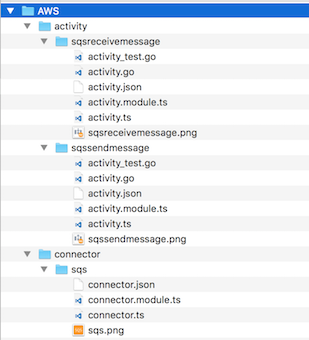 AWS
activity
sqsreceivemessage
activity_test.go
activity.go
activity.json
activity.module.ts
activity.ts
sqsreceivemessage.png
sqssendmessage
activity_test.go
activity.go
activity.json
activity.module.ts
activity.ts
sqssendmessage.png
connector
sqs
connector.json
connector.module.ts
connector.ts
sqs.png